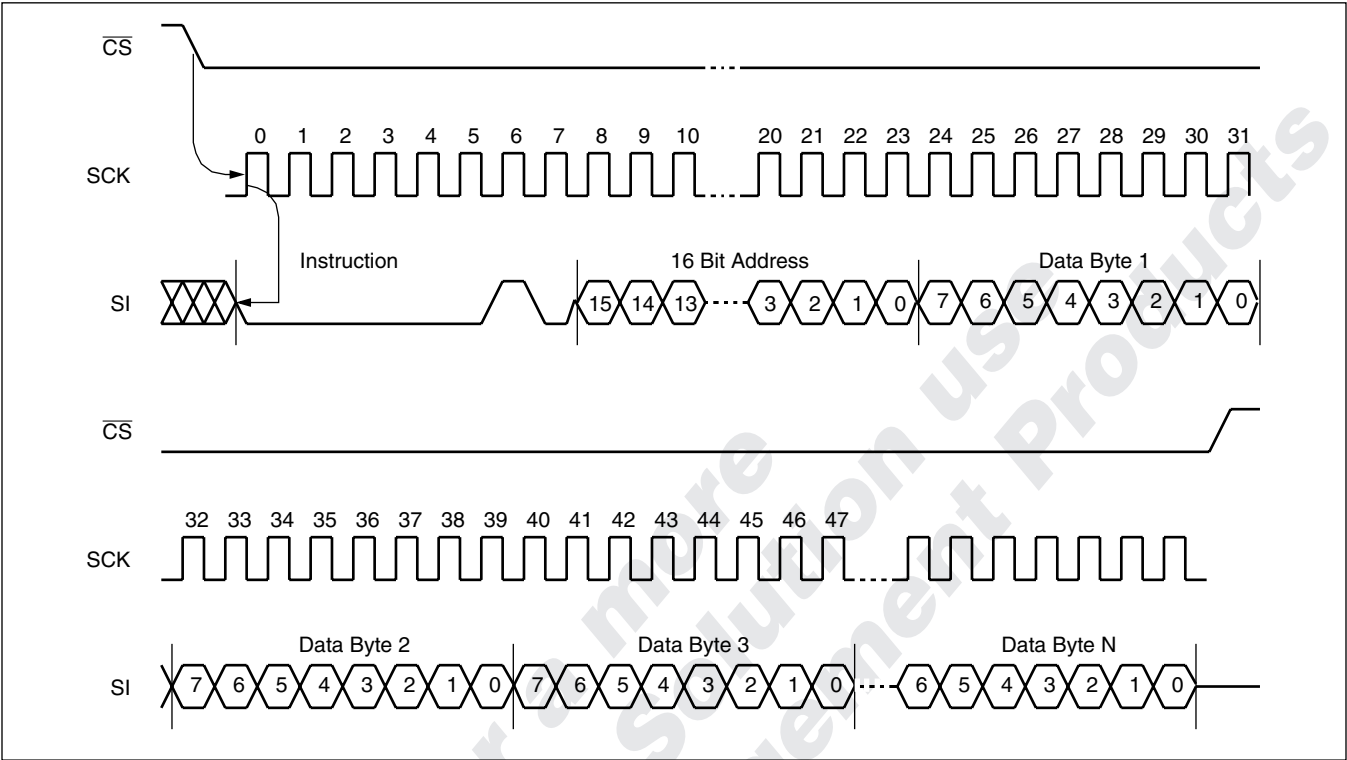 CS
0 1 2 3 4 5 6 7 8 9 10 20 21 22 23 24 25 26 27 28 29 30 31
SCK
Instruction 16 Bit Address Data Byte 1
SI 15 14 13 3 2 1 0 7 6 5 4 3 2 1 0
CS
32 33 34 35 36 37 38 39 40 41 42 43 44 45 46 47
SCK
Data Byte 2 Data Byte 3 Data Byte N
SI 7 6 5 4 3 2 1 0 7 6 5 4 3 2 1 0 6 5 4 3 2 1 0
r a more
Solution use
gement Products